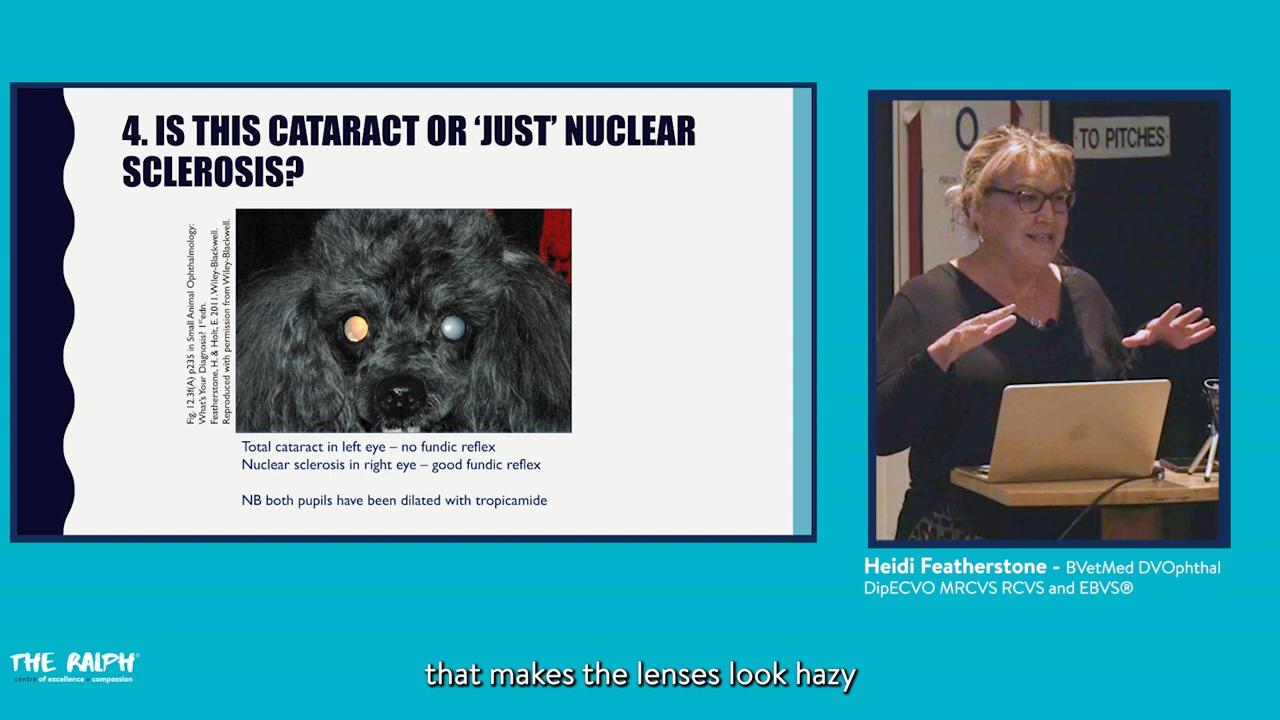 4. IS THIS CATARACT OR ‘JUST’ NUCLEAR
SCLEROSIS?
Fig. 12.3f(A) p235 in Small Animal Ophthalmology:
What's Your Diagnosis? 1st edn.
Featherstone, H. & Holt, E. 2011. Wiley-Blackwell.
Reproduced with permission from Wiley-Blackwell.
Total cataract in left eye – no fundic reflex
Nuclear sclerosis in right eye – good fundic reflex
NB both pupils have been dilated with tropicamide
TO PITCHES
Heidi Featherstone - BVetMed DVOphthal
DipECVO MRCVS RCVS and EBVS®
THE RALPH®
centre of excellence + compassion
that makes the lenses look hazy